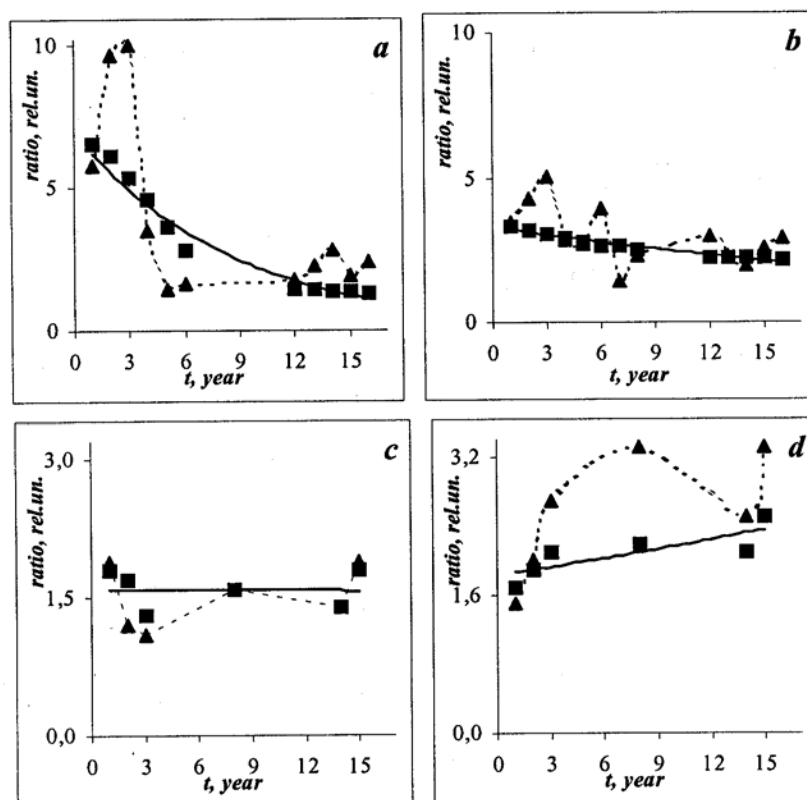 a
ratio, rel.un.
10
5
0
0 3 6 9 12 15
t, year
b
ratio, rel.un.
10
5
0
0 3 6 9 12 15
t, year
c
ratio, rel.un.
3,0
1,5
0,0
0 3 6 9 12 15
t, year
d
ratio, rel.un.
3,2
1,6
0,0
0 3 6 9 12 15
t, year